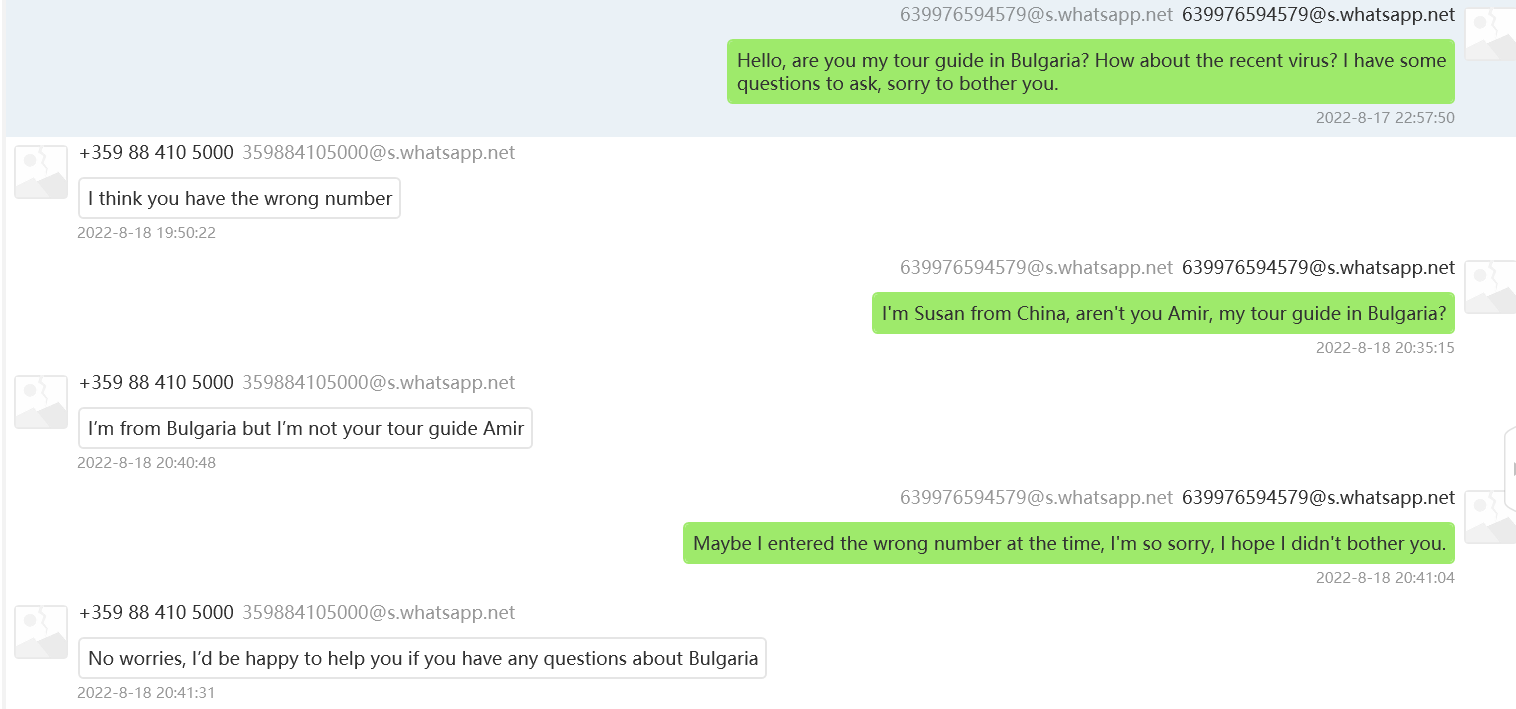 639976594579@s.whatsapp.net 639976594579@s.whatsapp.net
Hello, are you my tour guide in Bulgaria? How about the recent virus? I have some
questions to ask, sorry to bother you.
2022-8-17 22:57:50
+359 88 410 5000 359884105000@s.whatsapp.net
I think you have the wrong number
2022-8-18 19:50:22
639976594579@s.whatsapp.net 639976594579@s.whatsapp.net
I'm Susan from China, aren't you Amir, my tour guide in Bulgaria?
2022-8-18 20:35:15
+359 88 410 5000 359884105000@s.whatsapp.net
I’m from Bulgaria but I’m not your tour guide Amir
2022-8-18 20:40:48
639976594579@s.whatsapp.net 639976594579@s.whatsapp.net
Maybe I entered the wrong number at the time, I'm so sorry, I hope I didn't bother you.
2022-8-18 20:41:04
+359 88 410 5000 359884105000@s.whatsapp.net
No worries, I’d be happy to help you if you have any questions about Bulgaria
2022-8-18 20:41:31